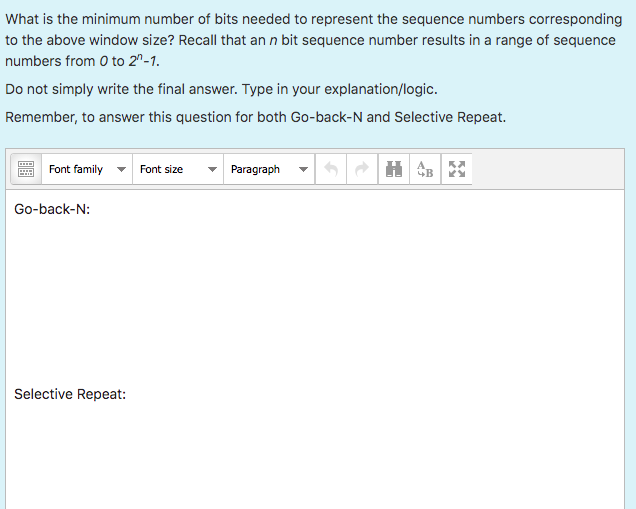 What is the minimum number of bits needed to represent the sequence numbers corresponding
to the above window size? Recall that an n bit sequence number results in a range of sequence
numbers from 0 to 2ⁿ-1.
Do not simply write the final answer. Type in your explanation/logic.
Remember, to answer this question for both Go-back-N and Selective Repeat.
Font family Font size Paragraph A B
Go-back-N:
Selective Repeat: